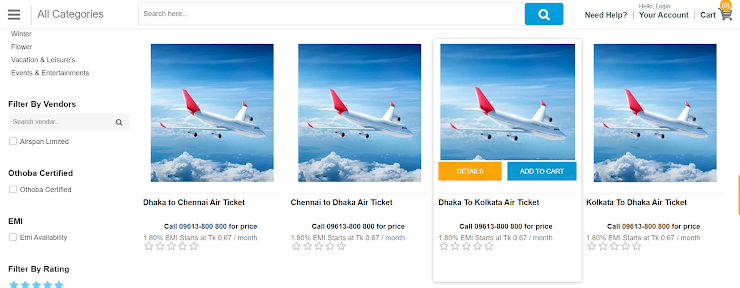 All Categories
Search here...
Need Help?
Hello, Login
Your Account
Cart
(0)
Winter
Flower
Vacation & Leisure's
Events & Entertainments
Filter By Vendors
Search vendor.
Airspan Limited
Othoba Certified
Othoba Certified
EMI
Emi Availability
Filter By Rating
Dhaka to Chennai Air Ticket
Call 09613-800 800 for price
1.80% EMI Starts at Tk 0.67 / month
Chennai to Dhaka Air Ticket
Call 09613-800 800 for price
1.80% EMI Starts at Tk 0.67 / month
DETAILS
ADD TO CART
Dhaka To Kolkata Air Ticket
Call 09613-800 800 for price
1.80% EMI Starts at Tk 0.67 / month
Kolkata To Dhaka Air Ticket
Call 09613-800 800 for price
1.80% EMI Starts at Tk 0.67 / month